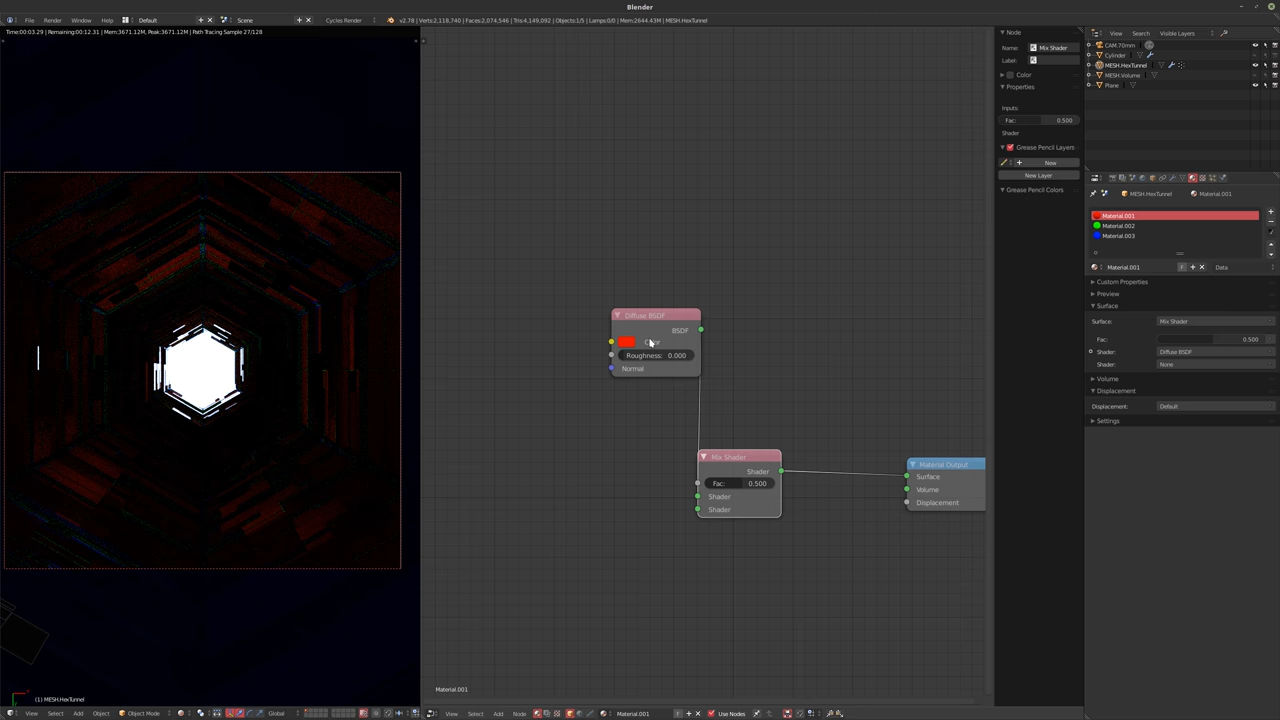 Blender
File Render Window Help Default Scene Cycles Render v2.78 | Verts:2,118,740 | Faces:2,074,546 | Tris:4,149,092 | Objects:1/5 | Lamps:0/0 | Mem:2644.43M | MESH.HexTunnel
Time:00:03.29 | Remaining:00:12.31 | Mem:3671.12M, Peak:3671.12M | Path Tracing Sample 27/128
(1) MESH.HexTunnel
View Select Add Object Object Mode Global
Diffuse BSDF
BSDF
Color
Roughness: 0.000
Normal
Mix Shader
Shader
Fac: 0.500
Shader
Shader
Material Output
Surface
Volume
Displacement
Material.001
View Select Add Node Material.001 F Use Nodes
Node
Name: Mix Shader
Label:
Color
Properties
Inputs:
Fac: 0.500
Shader
Grease Pencil Layers
New
New Layer
Grease Pencil Colors
View Search Visible Layers
CAM.70mm
Cylinder
MESH.HexTunnel
MESH.Volume
Plane
MESH.HexTunnel Material.001
Material.001
Material.002
Material.003
Material.001 F Data
Custom Properties
Preview
Surface
Surface: Mix Shader
Fac: 0.500
Shader: Diffuse BSDF
Shader: None
Volume
Displacement
Displacement: Default
Settings